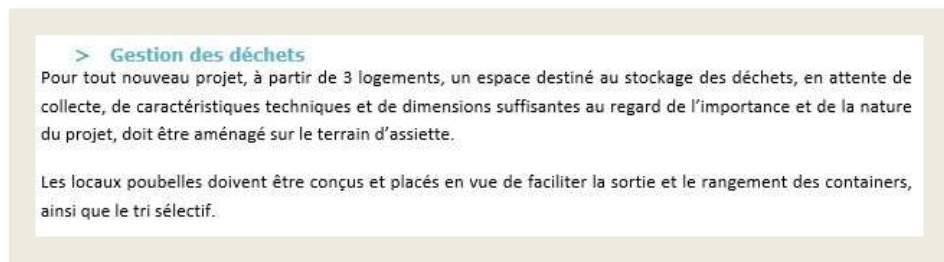 > Gestion des déchets
Pour tout nouveau projet, à partir de 3 logements, un espace destiné au stockage des déchets, en attente de
collecte, de caractéristiques techniques et de dimensions suffisantes au regard de l'importance et de la nature
du projet, doit être aménagé sur le terrain d'assiette.
Les locaux poubelles doivent être conçus et placés en vue de faciliter la sortie et le rangement des containers,
ainsi que le tri sélectif.